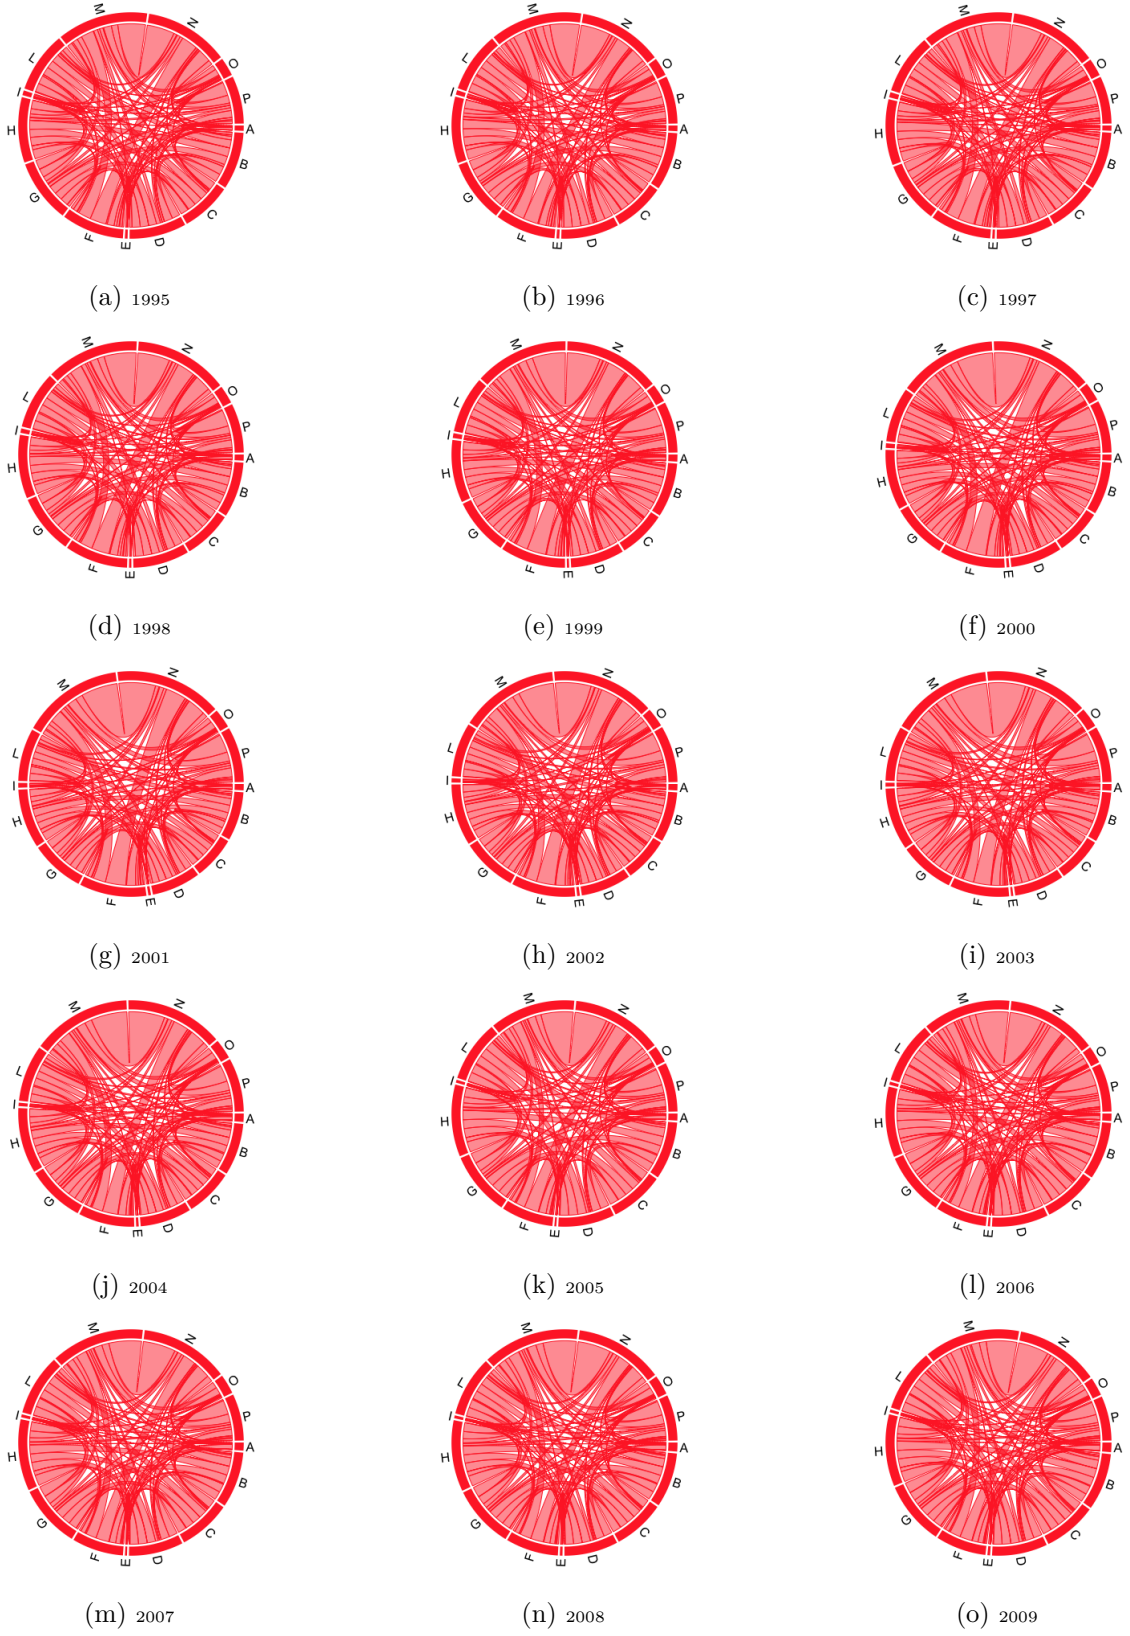 M N
L O
I P
H A
G B
F E D C
M N
L O
I P
H A
G B
F E D C
M N
L O
I P
H A
G B
F E D C
(a) 1995 (b) 1996 (c) 1997
M N
L O
I P
H A
G B
F E D C
M N
L O
I P
H A
G B
F E D C
M N
L O
I P
H A
G B
F E D C
(d) 1998 (e) 1999 (f) 2000
M N
L O
I P
H A
G B
F E D C
M N
L O
I P
H A
G B
F E D C
M N
L O
I P
H A
G B
F E D C
(g) 2001 (h) 2002 (i) 2003
M N
L O
I P
H A
G B
F E D C
M N
L O
I P
H A
G B
F E D C
M N
L O
I P
H A
G B
F E D C
(j) 2004 (k) 2005 (l) 2006
M N
L O
I P
H A
G B
F E D C
M N
L O
I P
H A
G B
F E D C
M N
L O
I P
H A
G B
F E D C
(m) 2007 (n) 2008 (o) 2009